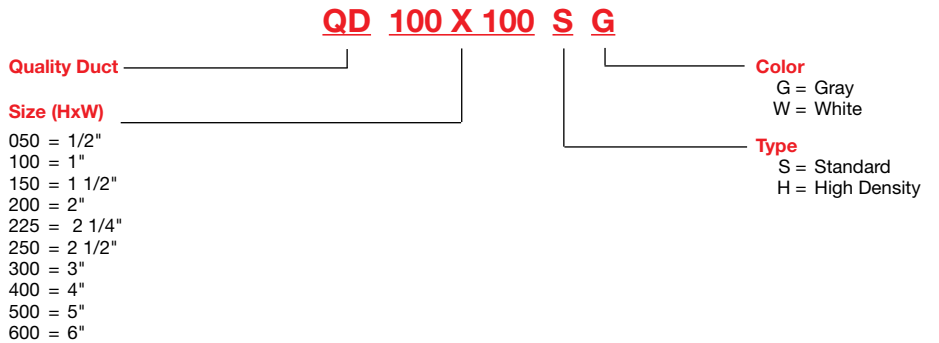 QD 100 X 100 S G
Quality Duct
Size (HxW)
050 = 1/2"
100 = 1"
150 = 1 1/2"
200 = 2"
225 = 2 1/4"
250 = 2 1/2"
300 = 3"
400 = 4"
500 = 5"
600 = 6"
Color
G = Gray
W = White
Type
S = Standard
H = High Density